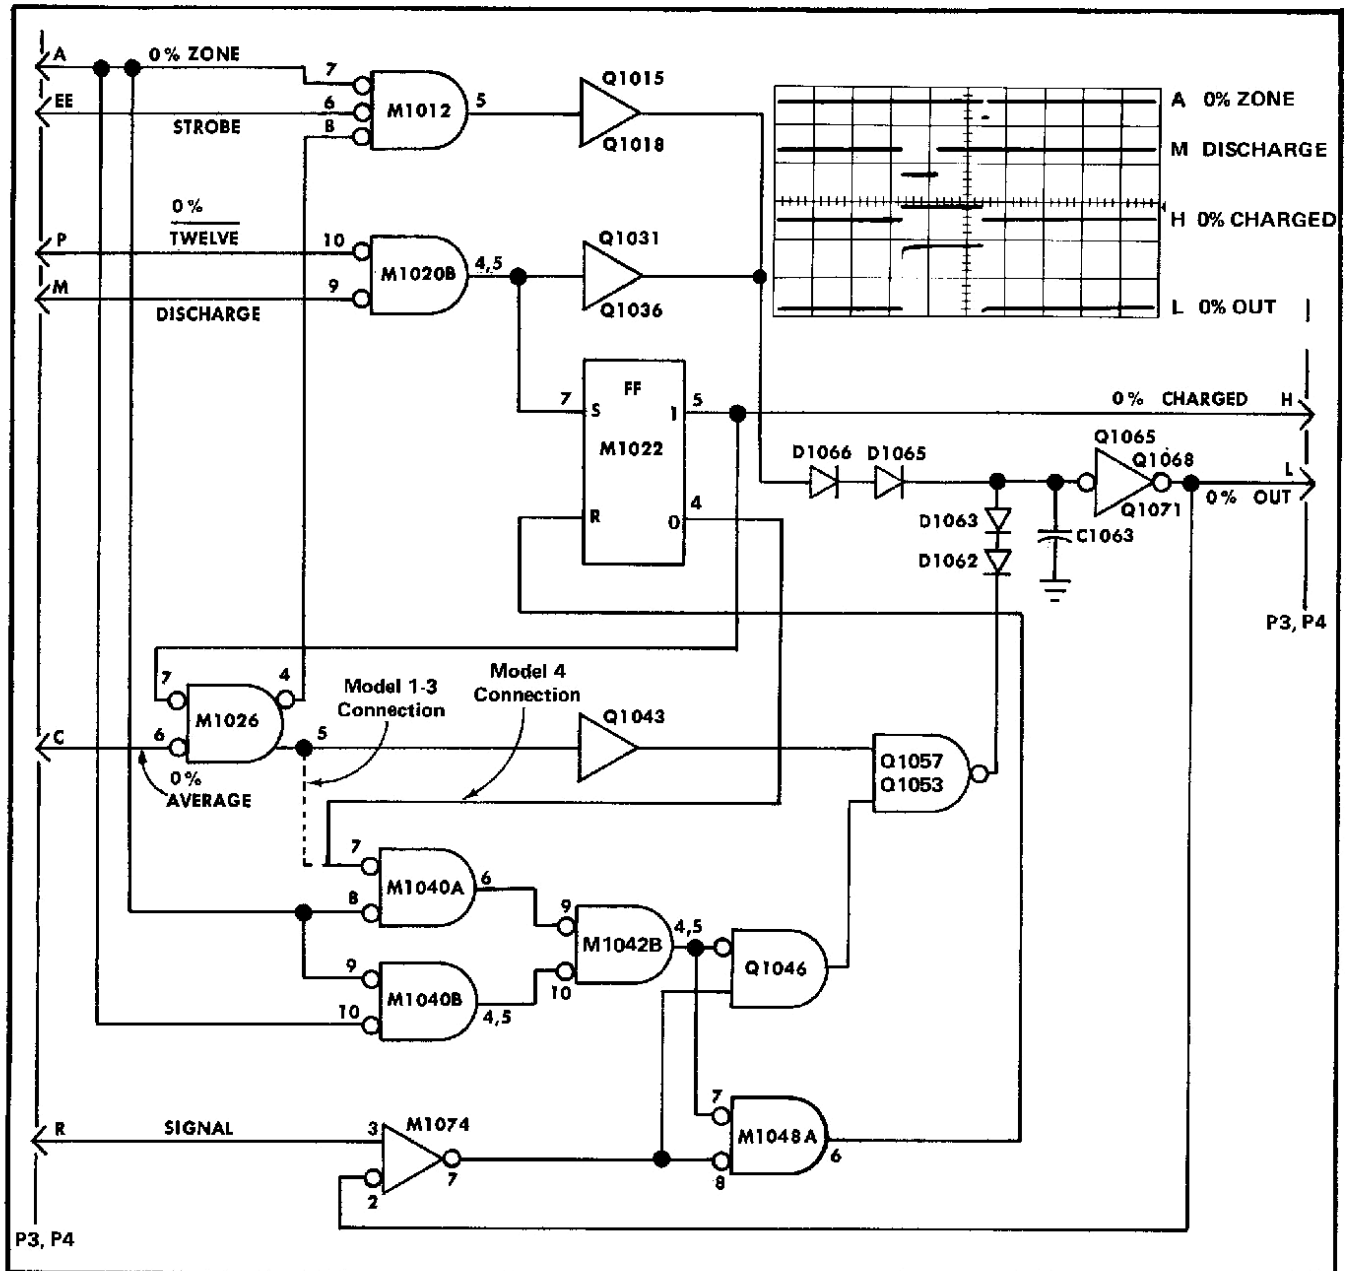 A 0% ZONE
7
EE
6
STROBE
8
M1012
5
Q1015
Q1018
A 0% ZONE
M DISCHARGE
H 0% CHARGED
L 0% OUT
0%
TWELVE
P
10
M
9
DISCHARGE
M1020B
4,5
Q1031
Q1036
FF
7
S
1
5
M1022
R
0
4
0% CHARGED H
D1066 D1065
Q1065
Q1068
Q1071
L
0% OUT
D1063
D1062
C1063
P3, P4
7
4
M1026
6
5
C
0%
AVERAGE
Model 1-3
Connection
Model 4
Connection
Q1043
Q1057
Q1053
7
M1040A
6
8
9
M1040B
10
4,5
9
M1042B
10
4,5
Q1046
7
M1048A
8
6
R
SIGNAL
3
M1074
2
7
P3, P4